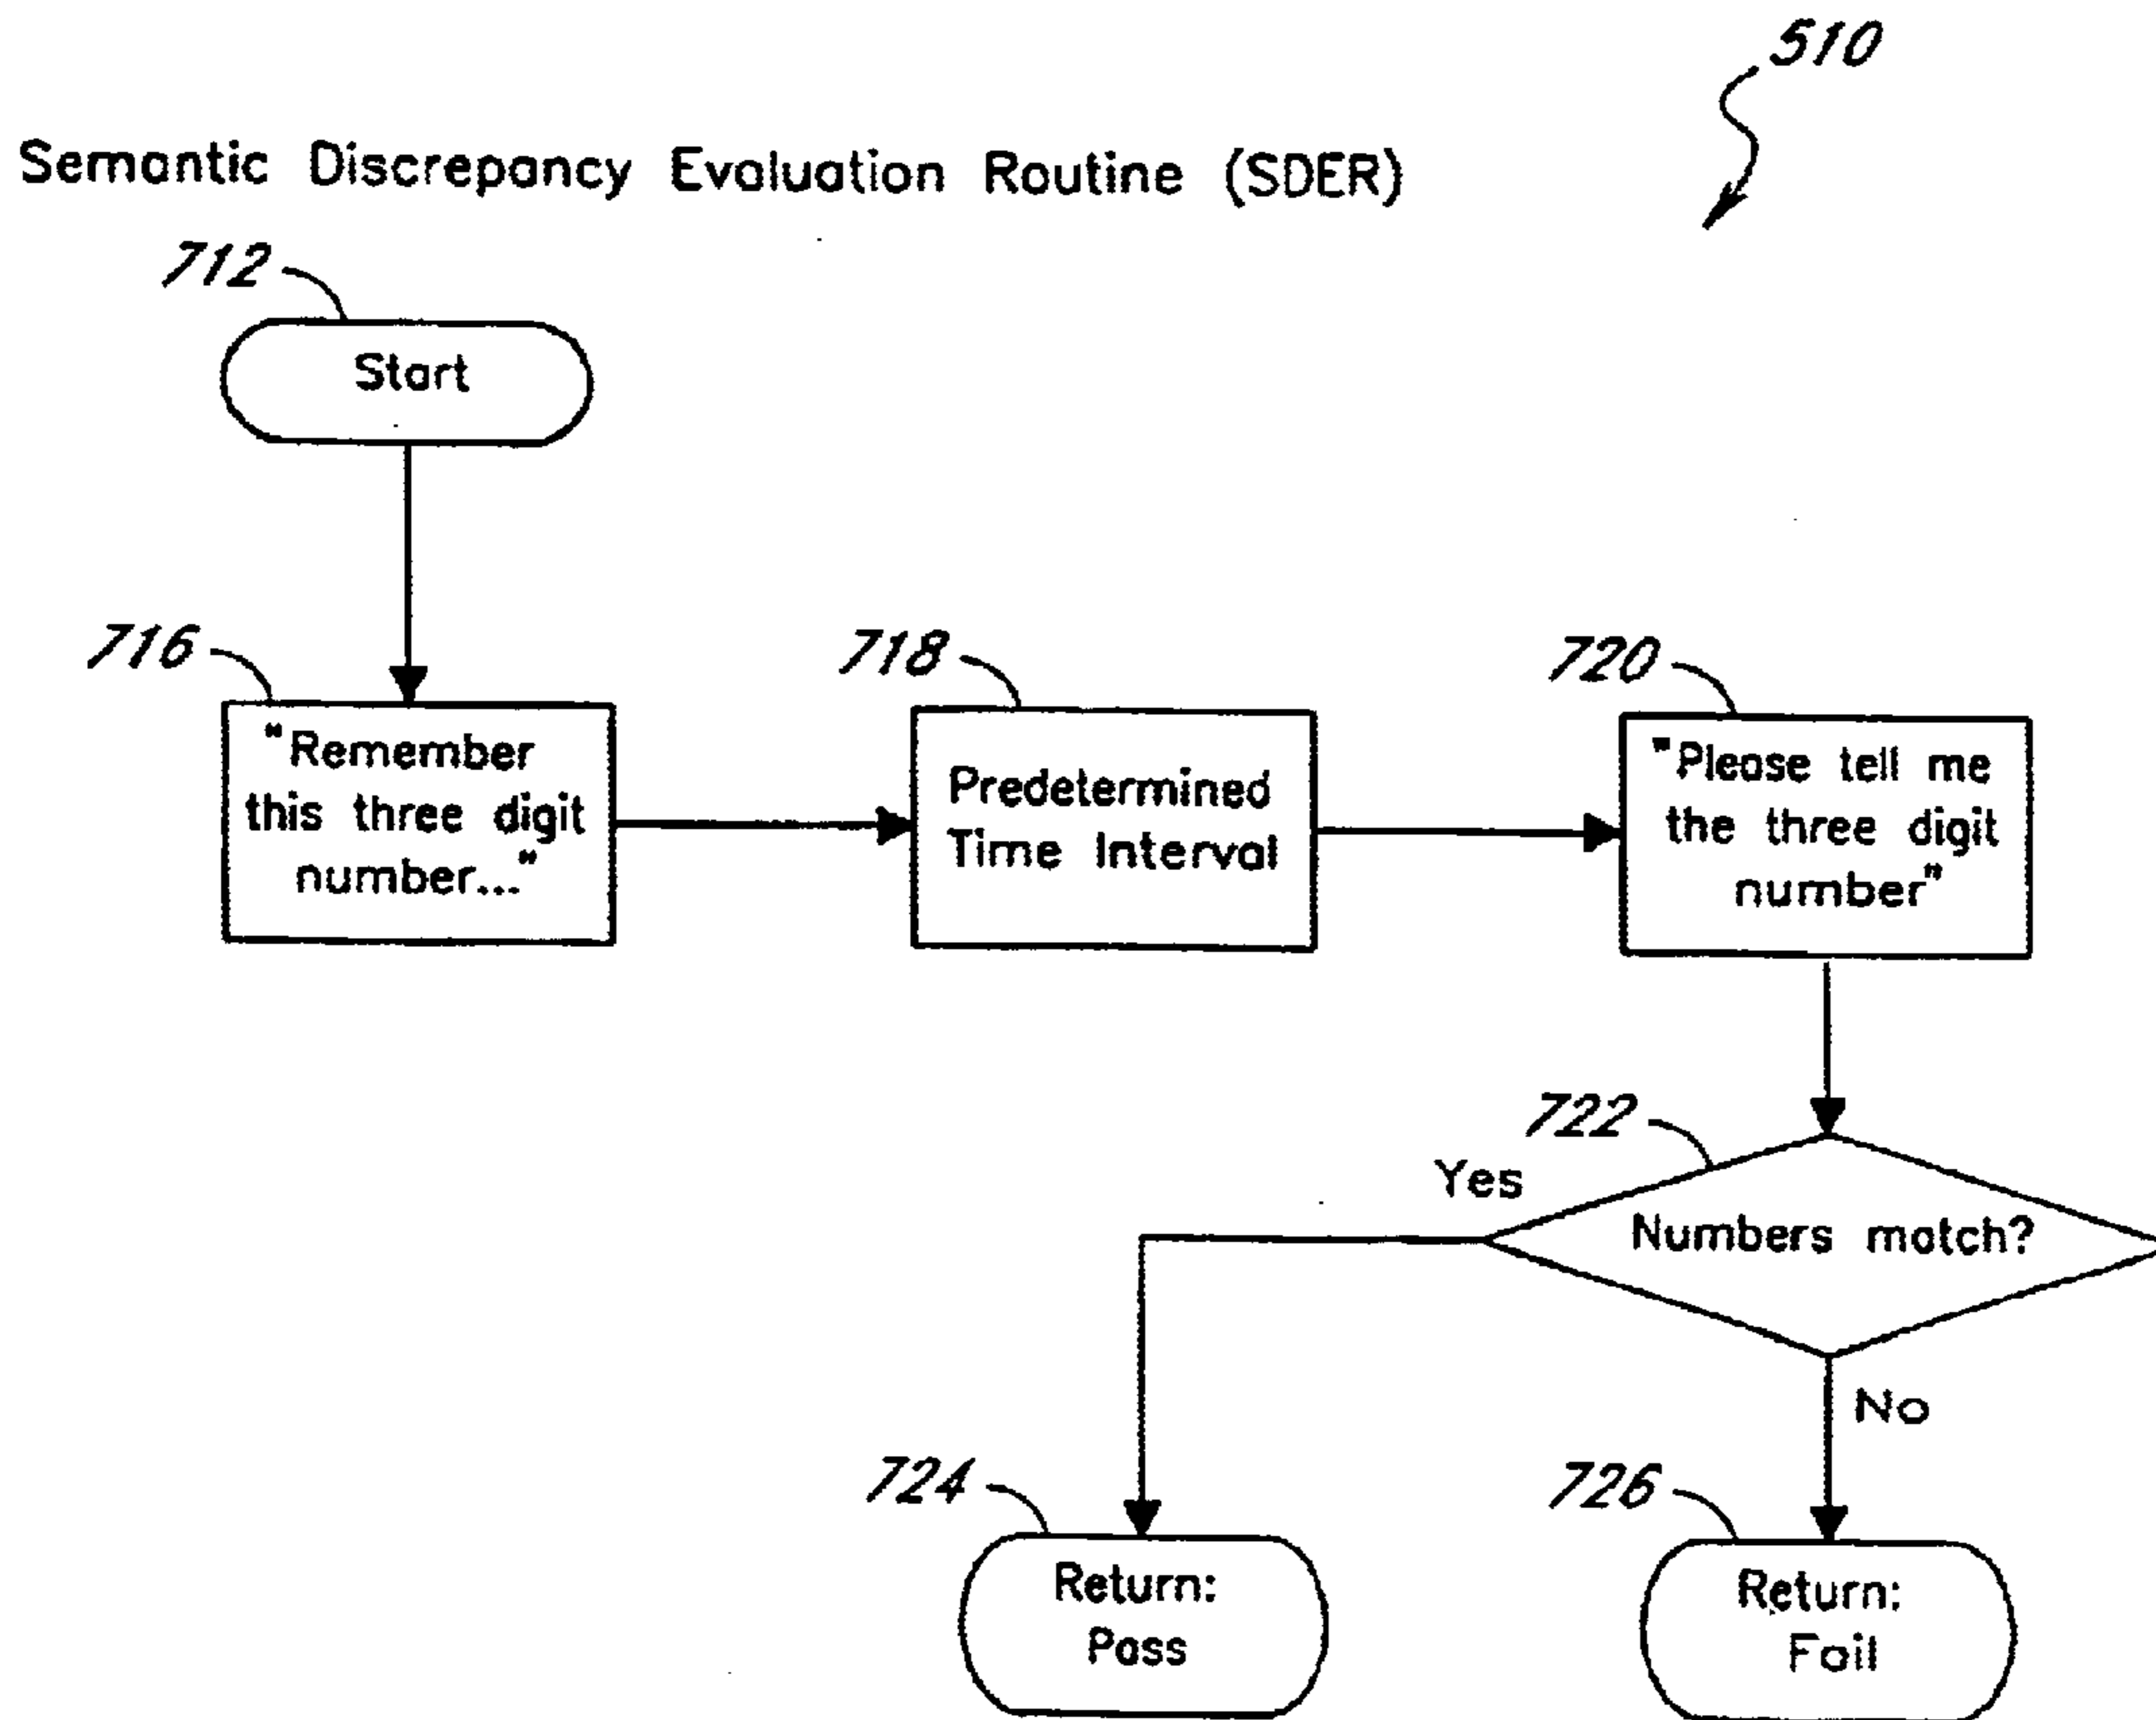 510
Semantic Discrepancy Evaluation Routine (SDER)
712
Start
716
"Remember
this three digit
number..."
718
Predetermined
Time Interval
720
"Please tell me
the three digit
number"
722
Yes
Numbers match?
No
724
Return:
Pass
726
Return:
Fail